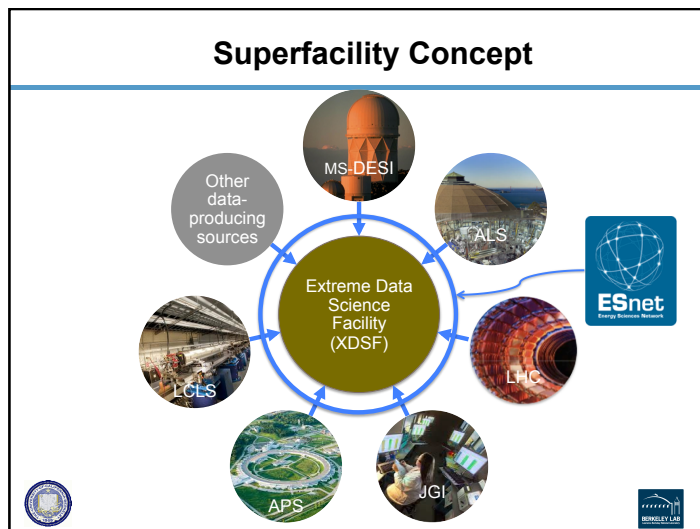 Superfacility Concept
MS-DESI
Other
data-
producing
sources
ALS
Extreme Data
Science
Facility
(XDSF)
ESnet
Energy Sciences Network
LCLS
LHC
APS
JGI
BERKELEY LAB